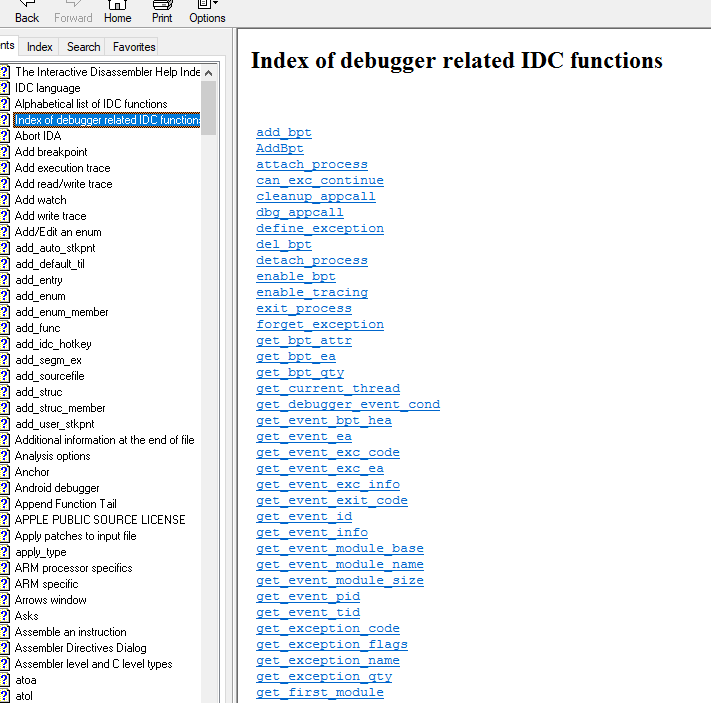 Back Forward Home Print Options
nts Index Search Favorites
The Interactive Disassembler Help Inde
IDC language
Alphabetical list of IDC functions
Index of debugger related IDC functions
Abort IDA
Add breakpoint
Add execution trace
Add read/write trace
Add watch
Add write trace
Add/Edit an enum
add_auto_stkpnt
add_default_til
add_entry
add_enum
add_enum_member
add_func
add_idc_hotkey
add_segm_ex
add_sourcefile
add_struc
add_struc_member
add_user_stkpnt
Additional information at the end of file
Analysis options
Anchor
Android debugger
Append Function Tail
APPLE PUBLIC SOURCE LICENSE
Apply patches to input file
apply_type
ARM processor specifics
ARM specific
Arrows window
Asks
Assemble an instruction
Assembler Directives Dialog
Assembler level and C level types
atoa
atol
Index of debugger related IDC functions
add_bpt
AddBpt
attach_process
can_exc_continue
cleanup_appcall
dbg_appcall
define_exception
del_bpt
detach_process
enable_bpt
enable_tracing
exit_process
forget_exception
get_bpt_attr
get_bpt_ea
get_bpt_qty
get_current_thread
get_debugger_event_cond
get_event_bpt_hea
get_event_ea
get_event_exc_code
get_event_exc_ea
get_event_exc_info
get_event_exit_code
get_event_id
get_event_info
get_event_module_base
get_event_module_name
get_event_module_size
get_event_pid
get_event_tid
get_exception_code
get_exception_flags
get_exception_name
get_exception_qty
get_first_module